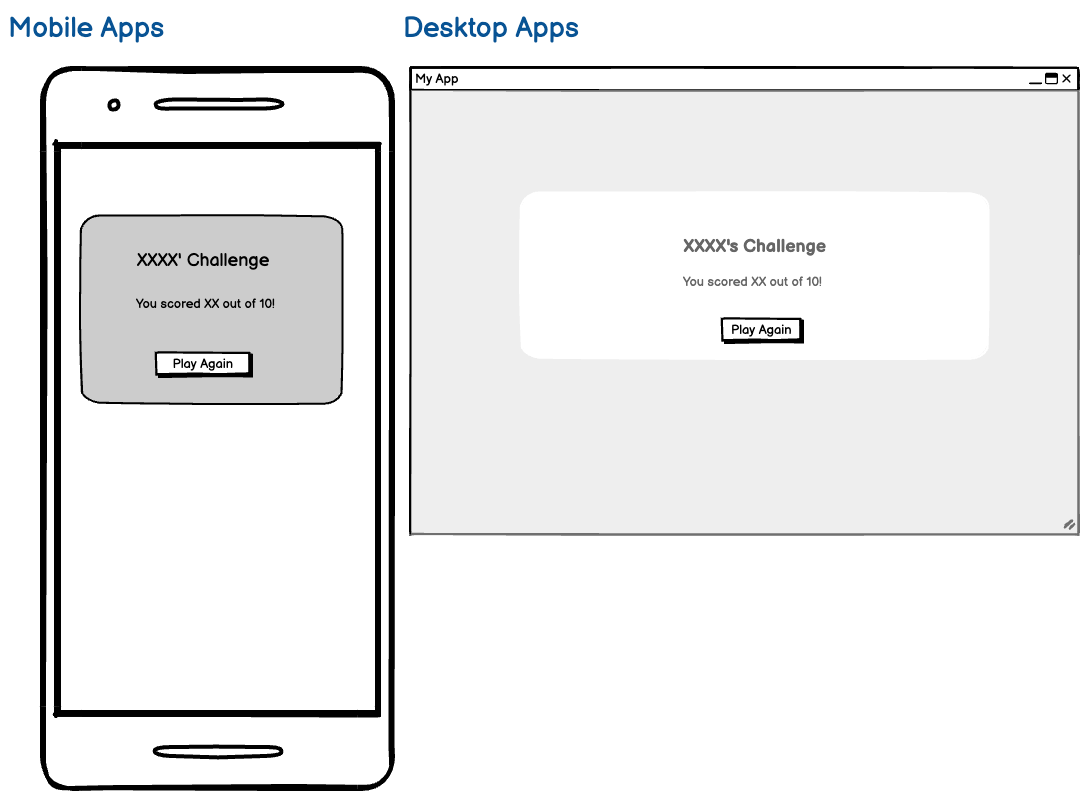 Mobile Apps
Desktop Apps
XXXX' Challenge
You scored XX out of 10!
Play Again
My App
XXXX's Challenge
You scored XX out of 10!
Play Again